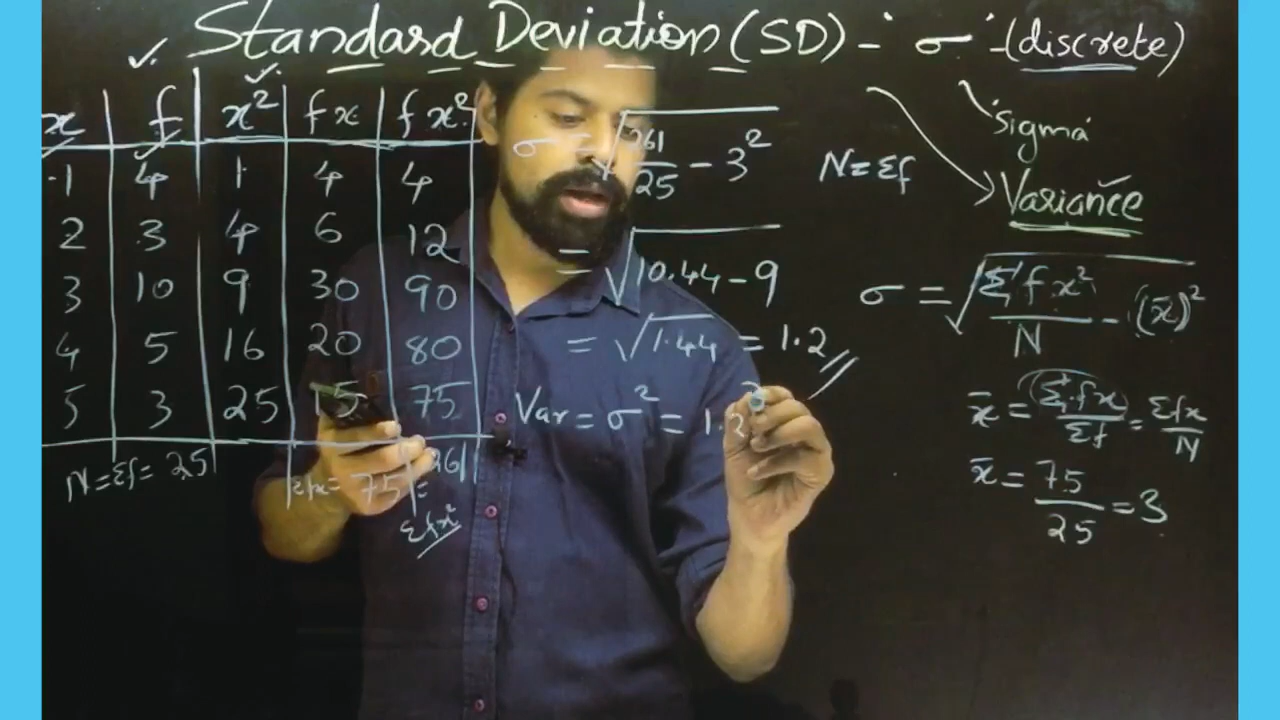 Standard Deviation (SD) - σ - (discrete)
x f x² fx fx²
1 4 1 4 4
2 3 4 6 12
3 10 9 30 90
4 5 16 20 80
5 3 25 15 75
N = Σf = 25
Σfx = 75
261 = Σfx²
σ = √261/25 - 3²
= √10.44 - 9
= √1.44 = 1.2
Var = σ² = 1.2²
N = Σf
Sigma
Variance
σ = √Σfx²/N - (x̄)²
x̄ = Σfx/Σf = Σfx/N
x̄ = 75/25 = 3